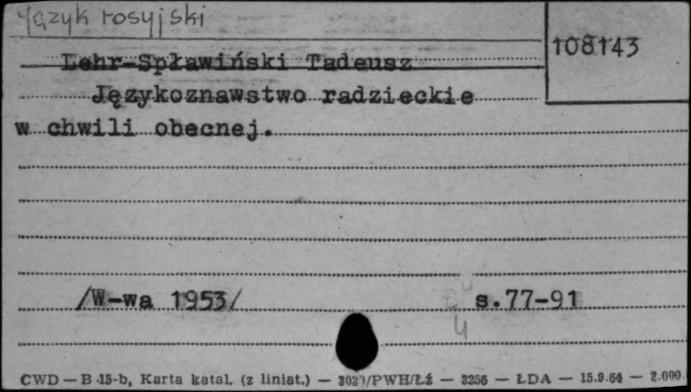 Język rosyjski
108143
Lehr-Spławiński Tadeusz
Językoznawstwo radzieckie
w chwili obecnej.
/W-wa 1953/ s.77-91
4
CWD — B-15-b, Karta katal. (z liniat.) — /PWH/Łź — 3256 — ŁDA — 15.9.64 — 2.000